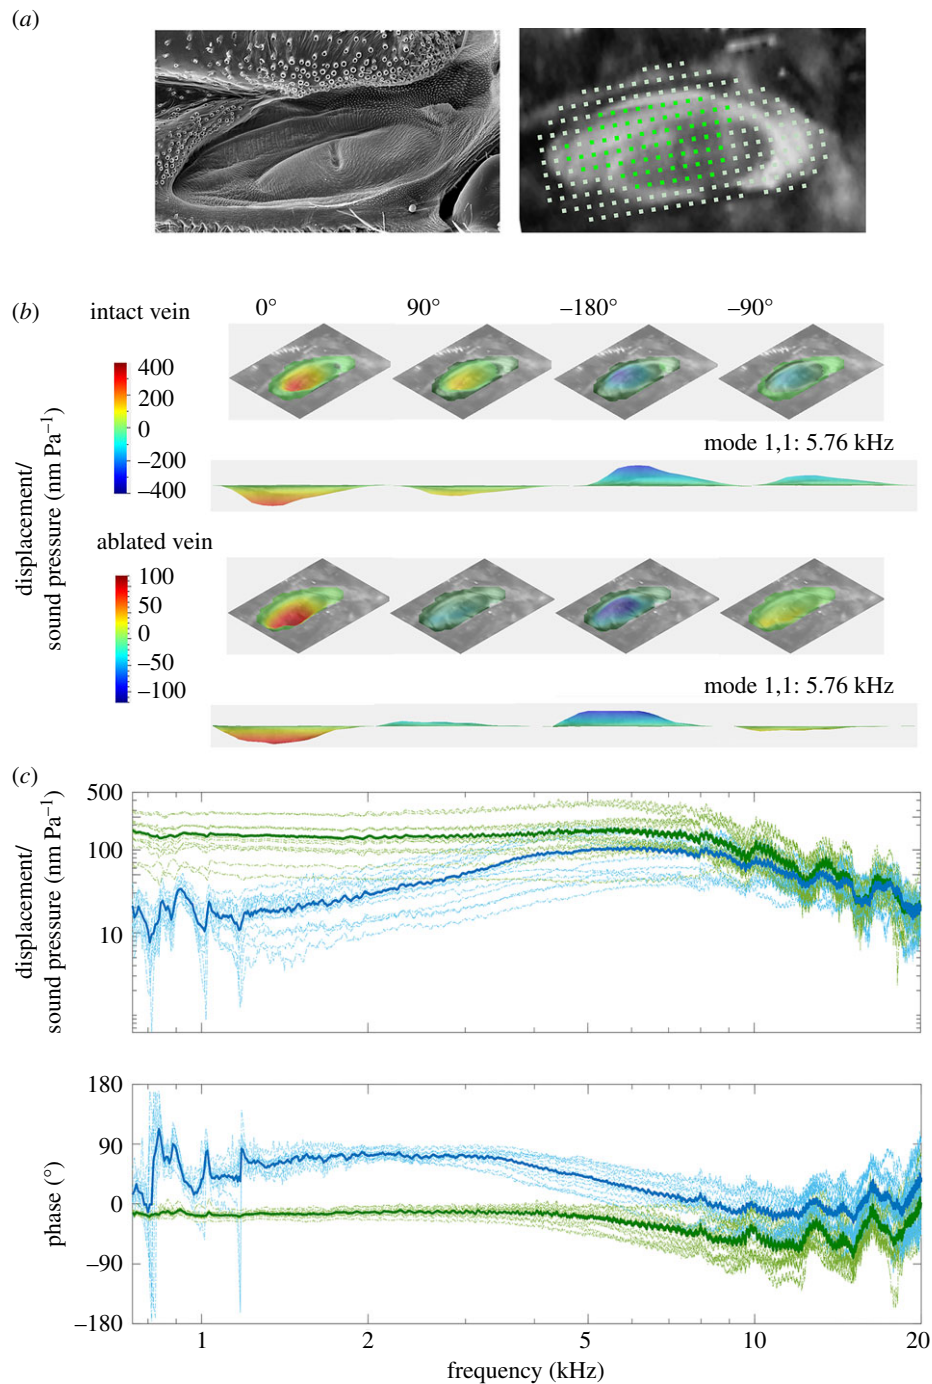 (a)
(b)
intact vein
0°
90°
–180°
–90°
displacement/
sound pressure (nm Pa–1)
400
200
0
–200
–400
mode 1,1: 5.76 kHz
ablated vein
100
50
0
–50
–100
mode 1,1: 5.76 kHz
(c)
displacement/
sound pressure (nm Pa–1)
500
100
10
phase (°)
180
90
0
–90
–180
1
2
5
10
20
frequency (kHz)